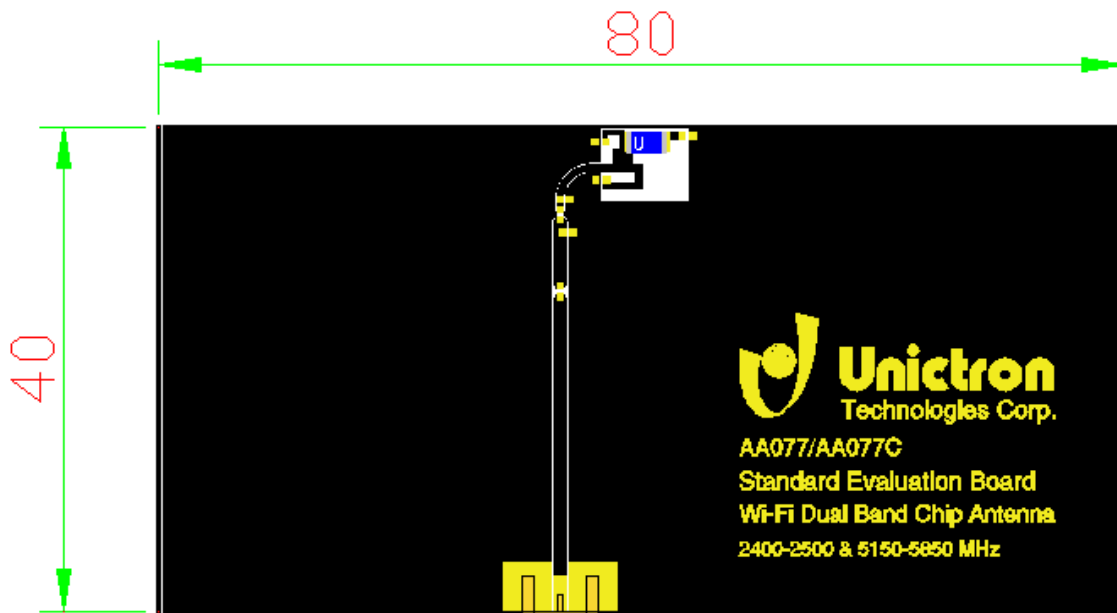 80
U
40
Unictron
Technologies Corp.
AA077/AA077C
Standard Evaluation Board
Wi-Fi Dual Band Chip Antenna
2400-2500 & 5150-5850 MHz